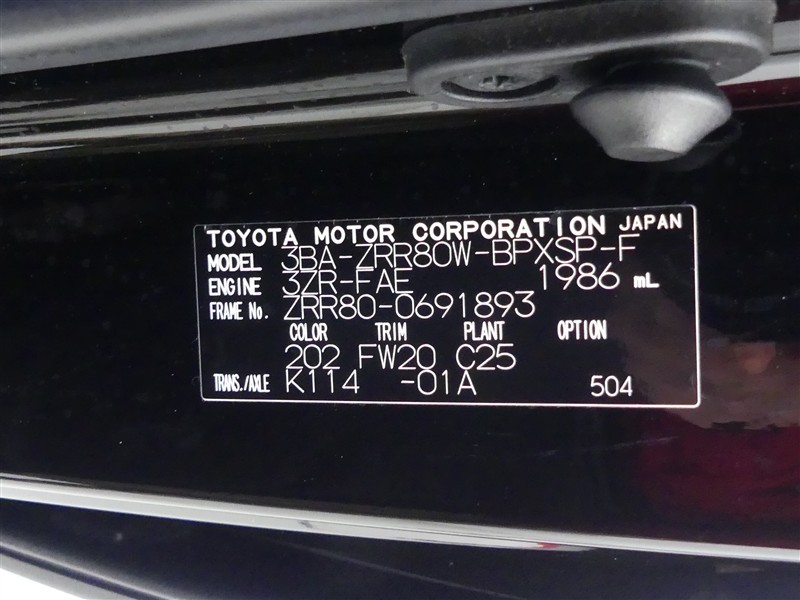 TOYOTA MOTOR CORPORATION JAPAN
MODEL 3BA-ZRR80W-BPXSP-F
ENGINE 3ZR-FAE 1986 mL
FRAME No. ZRR80-0691893
COLOR TRIM PLANT OPTION
202 FW20 C25
TRANS./AXLE K114 -01A 504